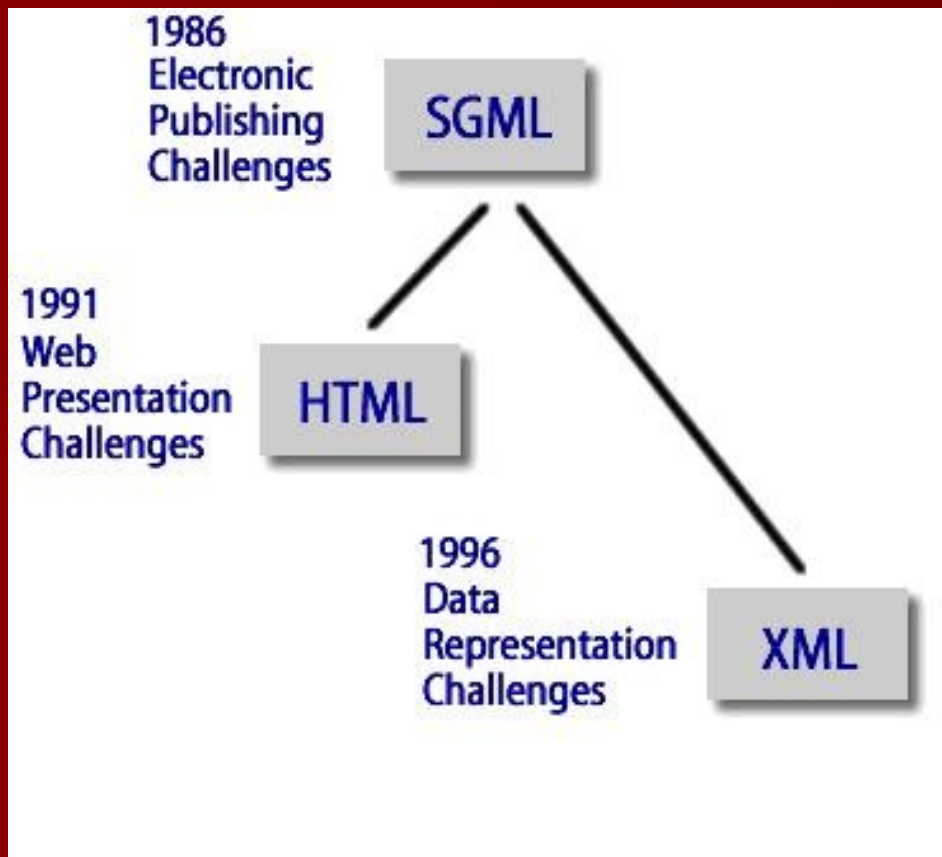 1986
Electronic
Publishing
Challenges
SGML
1991
Web
Presentation
Challenges
HTML
1996
Data
Representation
Challenges
XML